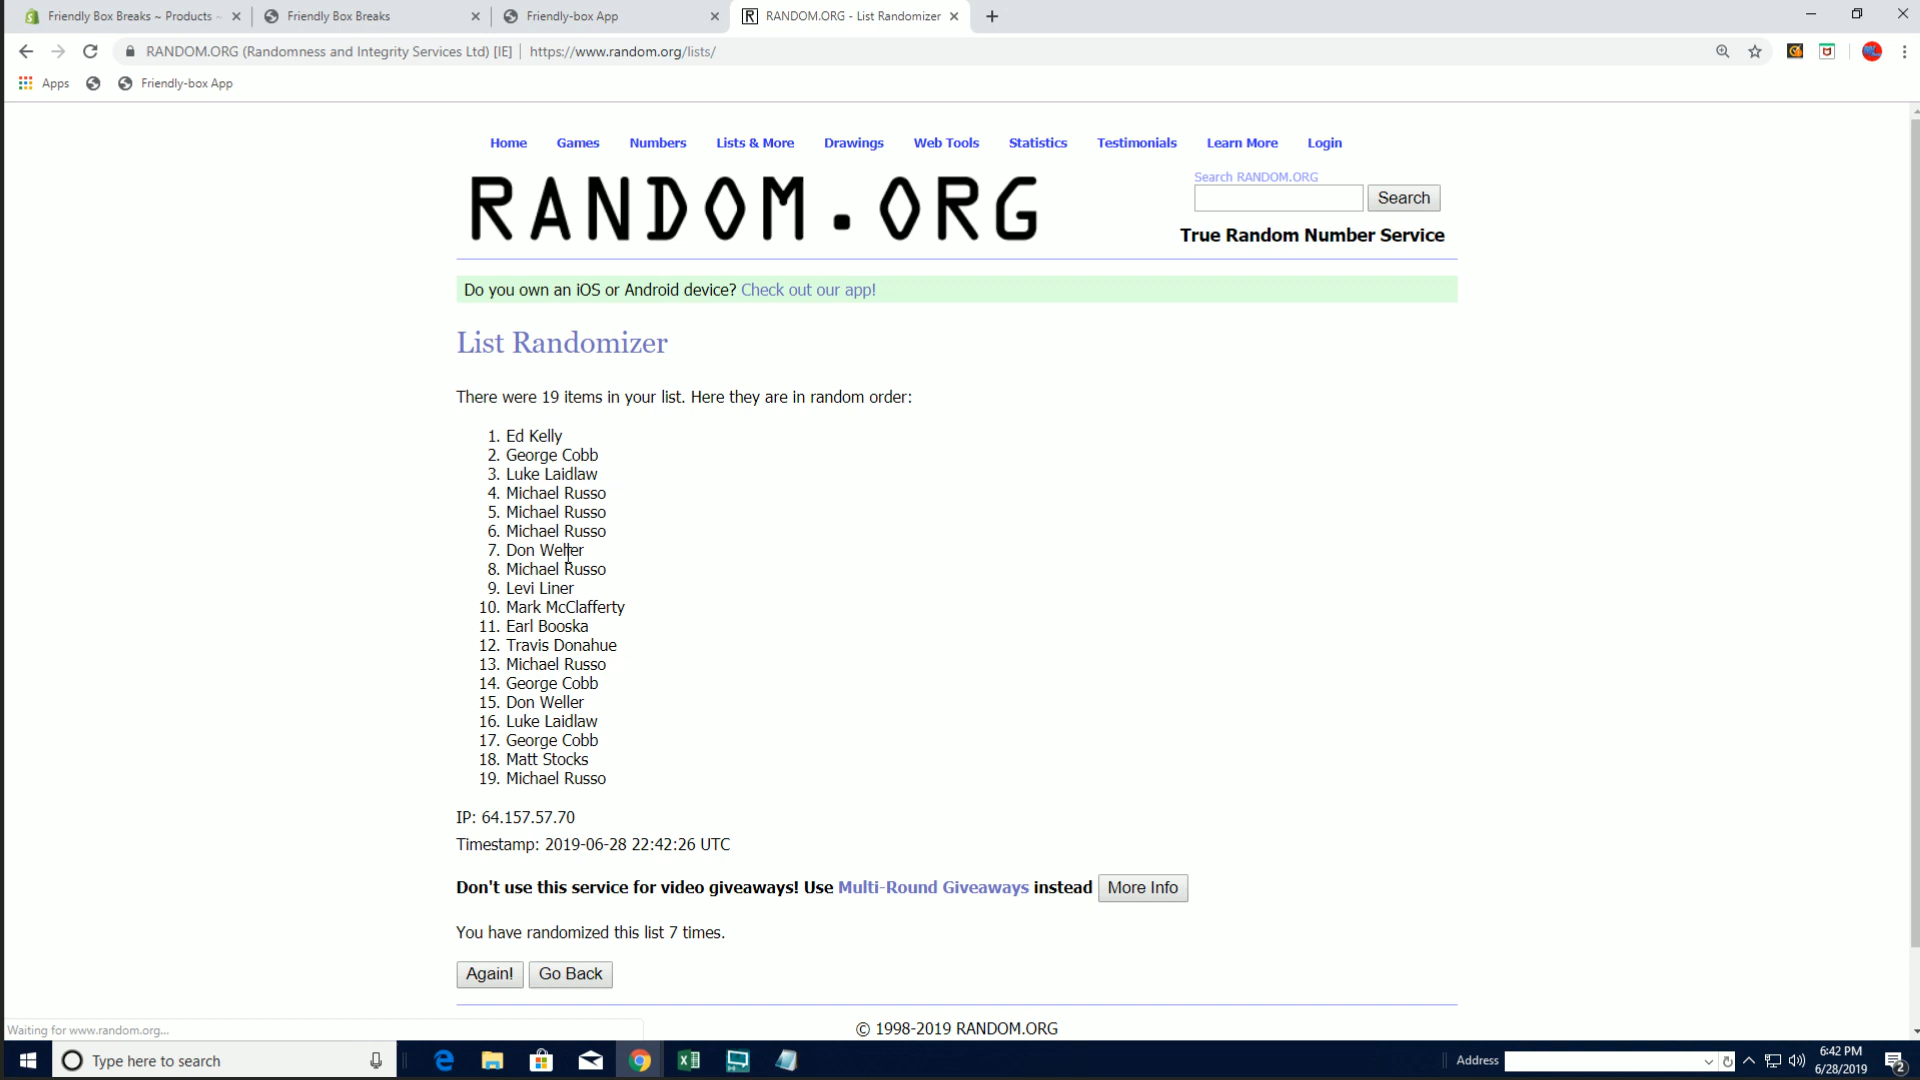 Friendly Box Breaks ~ Products ~
Friendly Box Breaks
Friendly-box App
RANDOM.ORG - List Randomizer
RANDOM.ORG (Randomness and Integrity Services Ltd) [IE] | https://www.random.org/lists/
Apps
Friendly-box App
Home Games Numbers Lists & More Drawings Web Tools Statistics Testimonials Learn More Login
RANDOM.ORG
Search RANDOM.ORG
Search
True Random Number Service
Do you own an iOS or Android device? Check out our app!
List Randomizer
There were 19 items in your list. Here they are in random order:
1. Ed Kelly
2. George Cobb
3. Luke Laidlaw
4. Michael Russo
5. Michael Russo
6. Michael Russo
7. Don Weller
8. Michael Russo
9. Levi Liner
10. Mark McClafferty
11. Earl Booska
12. Travis Donahue
13. Michael Russo
14. George Cobb
15. Don Weller
16. Luke Laidlaw
17. George Cobb
18. Matt Stocks
19. Michael Russo
IP: 64.157.57.70
Timestamp: 2019-06-28 22:42:26 UTC
Don't use this service for video giveaways! Use Multi-Round Giveaways instead More Info
You have randomized this list 7 times.
Again! Go Back
© 1998-2019 RANDOM.ORG
Waiting for www.random.org...
Type here to search
Address
6:42 PM
6/28/2019
2